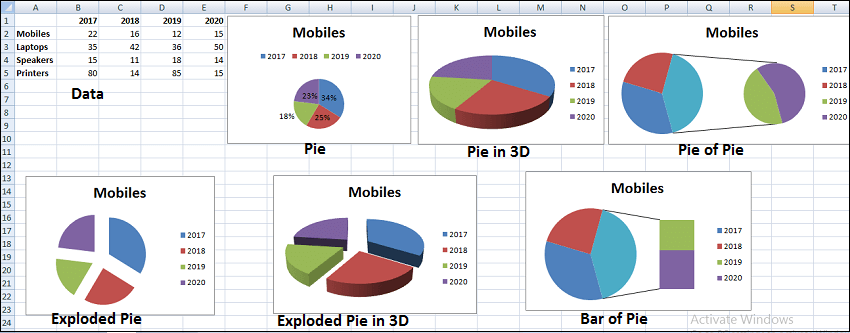 A B C D E F G H I J K L M N O P Q R S T
1 2017 2018 2019 2020
2 Mobiles 22 16 12 15
3 Laptops 35 42 36 50
4 Speakers 15 11 18 14
5 Printers 80 14 85 15
6
7
8
9
10
11
12
13
14
15
16
17
18
19
20
21
22
23
24
Data
Mobiles
2017 2018 2019 2020
23% 34%
18% 25%
Pie
Mobiles
2017
2018
2019
2020
Pie in 3D
Mobiles
2017
2018
2019
2020
Pie of Pie
Mobiles
2017
2018
2019
2020
Exploded Pie
Mobiles
2017
2018
2019
2020
Exploded Pie in 3D
Mobiles
2017
2018
2019
2020
Bar of Pie
Activate Windows